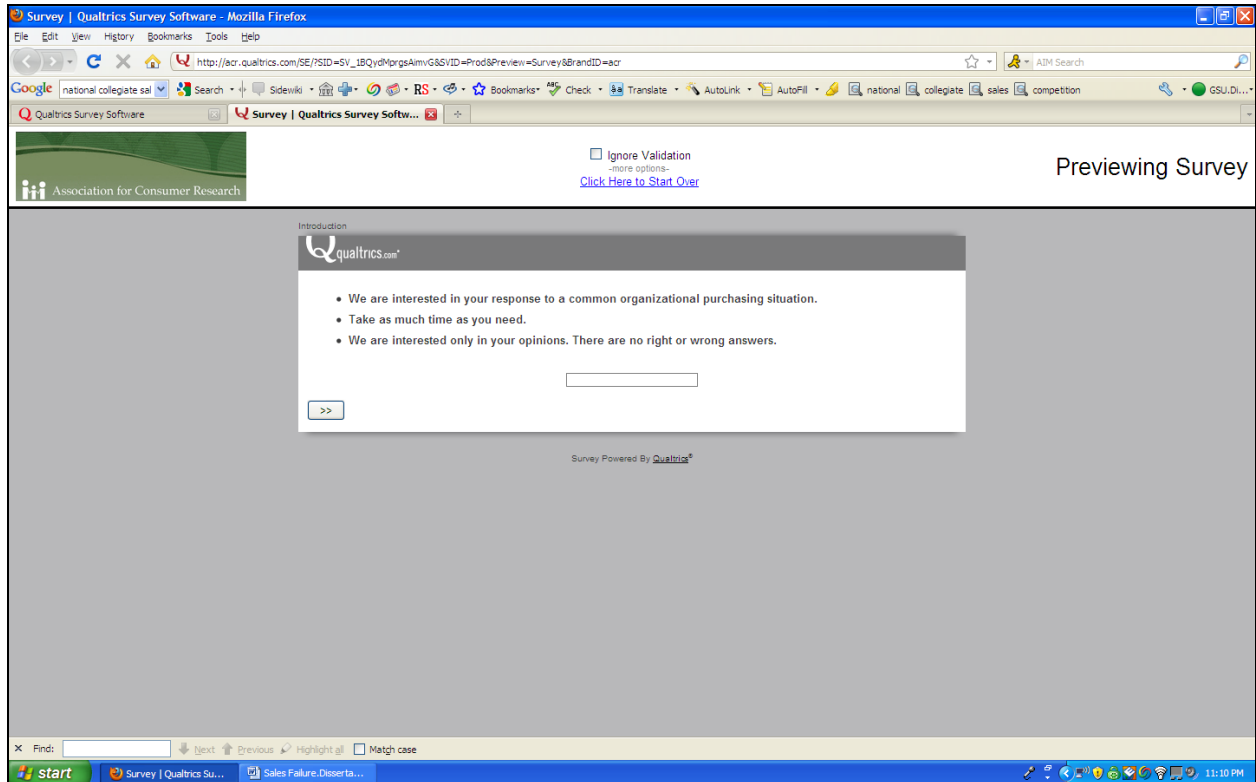 Survey | Qualtrics Survey Software - Mozilla Firefox
File Edit View History Bookmarks Tools Help
http://acr.qualtrics.com/SE/?SID=SV_1BQydMprgsAimvG&SVID=Prod&Preview=Survey&BrandID=acr
AIM Search
Google national collegiate sal Search Sidewiki RS Bookmarks Check Translate AutoLink AutoFill national collegiate sales competition GSU.Di...
Qualtrics Survey Software Survey | Qualtrics Survey Softw...
Association for Consumer Research
Ignore Validation
-more options-
Click Here to Start Over
Previewing Survey
Introduction
qualtrics.com
• We are interested in your response to a common organizational purchasing situation.
• Take as much time as you need.
• We are interested only in your opinions. There are no right or wrong answers.
>>
Survey Powered By Qualtrics®
× Find: Next Previous Highlight all Match case
start Survey | Qualtrics Su... Sales Failure.Disserta... 11:10 PM